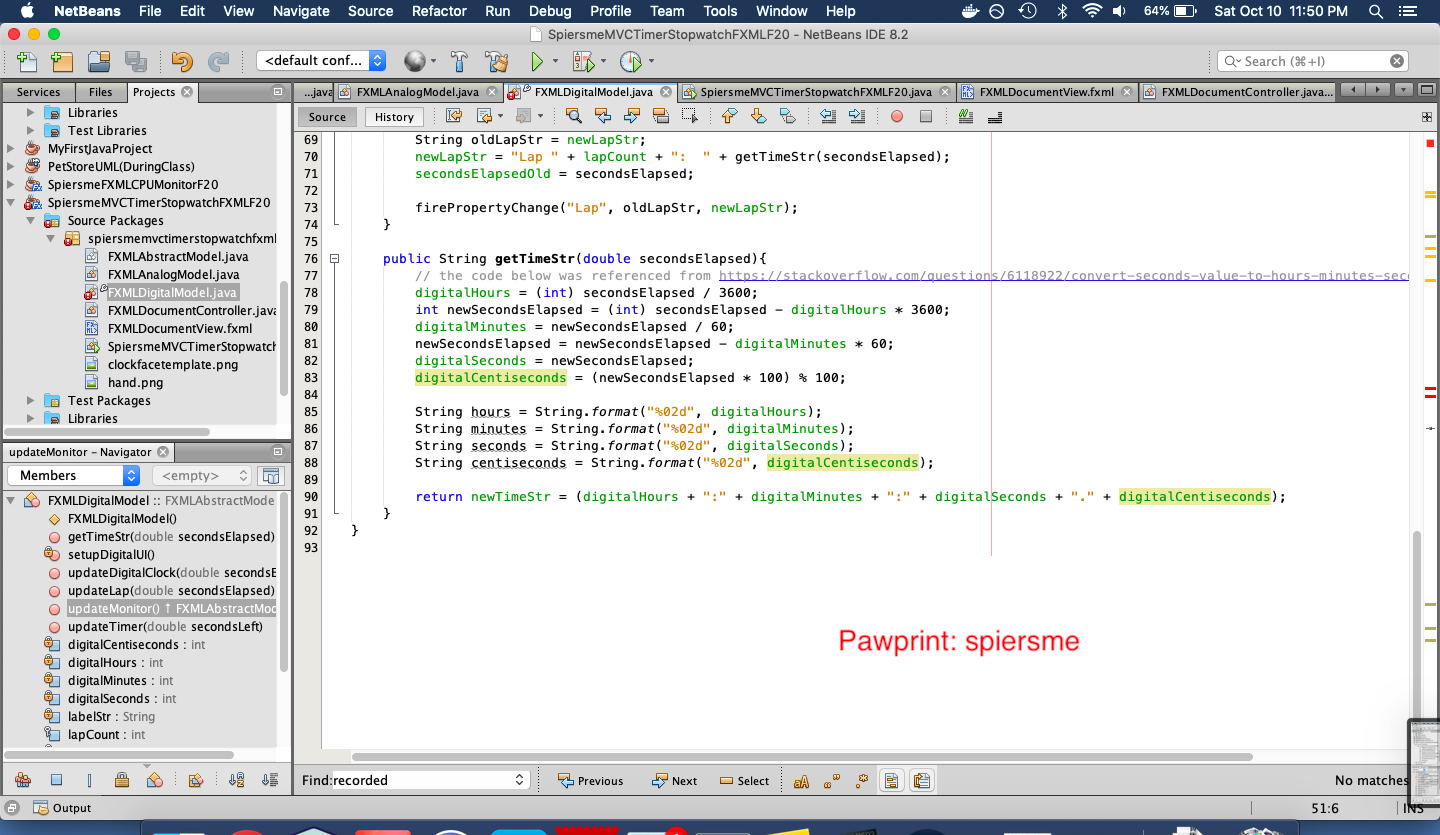 NetBeans File Edit View Navigate Source Refactor Run Debug Profile Team Tools Window Help 64% Sat Oct 10 11:50 PM
SpiersmeMVCTimerStopwatchFXMLF20 - NetBeans IDE 8.2
<default conf... Search (⌘+I)
Services Files Projects
...java FXMLAnalogModel.java FXMLDigitalModel.java SpiersmeMVCTimerStopwatchFXMLF20.java FXMLDocumentView.fxml FXMLDocumentController.java...
Source History
Libraries
Test Libraries
MyFirstJavaProject
PetStoreUML(DuringClass)
SpiersmeFXMLCPUMonitorF20
SpiersmeMVCTimerStopwatchFXMLF20
Source Packages
spiersmemvctimerstopwatchfxml
FXMLAbstractModel.java
FXMLAnalogModel.java
FXMLDigitalModel.java
FXMLDocumentController.java
FXMLDocumentView.fxml
SpiersmeMVCTimerStopwatch
clockfacetemplate.png
hand.png
Test Packages
Libraries
updateMonitor - Navigator
Members <empty>
FXMLDigitalModel :: FXMLAbstractMode
FXMLDigitalModel()
getTimeStr(double secondsElapsed)
setupDigitalUI()
updateDigitalClock(double secondsE
updateLap(double secondsElapsed)
updateMonitor() ↑ FXMLAbstractMod
updateTimer(double secondsLeft)
digitalCentiseconds : int
digitalHours : int
digitalMinutes : int
digitalSeconds : int
labelStr : String
lapCount : int
69 String oldLapStr = newLapStr;
70 newLapStr = "Lap " + lapCount + ":  " + getTimeStr(secondsElapsed);
71 secondsElapsedOld = secondsElapsed;
72
73 firePropertyChange("Lap", oldLapStr, newLapStr);
74 }
75
76 public String getTimeStr(double secondsElapsed){
77 // the code below was referenced from https://stackoverflow.com/questions/6118922/convert-seconds-value-to-hours-minutes-seco
78 digitalHours = (int) secondsElapsed / 3600;
79 int newSecondsElapsed = (int) secondsElapsed - digitalHours * 3600;
80 digitalMinutes = newSecondsElapsed / 60;
81 newSecondsElapsed = newSecondsElapsed - digitalMinutes * 60;
82 digitalSeconds = newSecondsElapsed;
83 digitalCentiseconds = (newSecondsElapsed * 100) % 100;
84
85 String hours = String.format("%02d", digitalHours);
86 String minutes = String.format("%02d", digitalMinutes);
87 String seconds = String.format("%02d", digitalSeconds);
88 String centiseconds = String.format("%02d", digitalCentiseconds);
89
90 return newTimeStr = (digitalHours + ":" + digitalMinutes + ":" + digitalSeconds + "." + digitalCentiseconds);
91 }
92 }
93
Pawprint: spiersme
Find: recorded Previous Next Select No matches
Output 51:6 INS